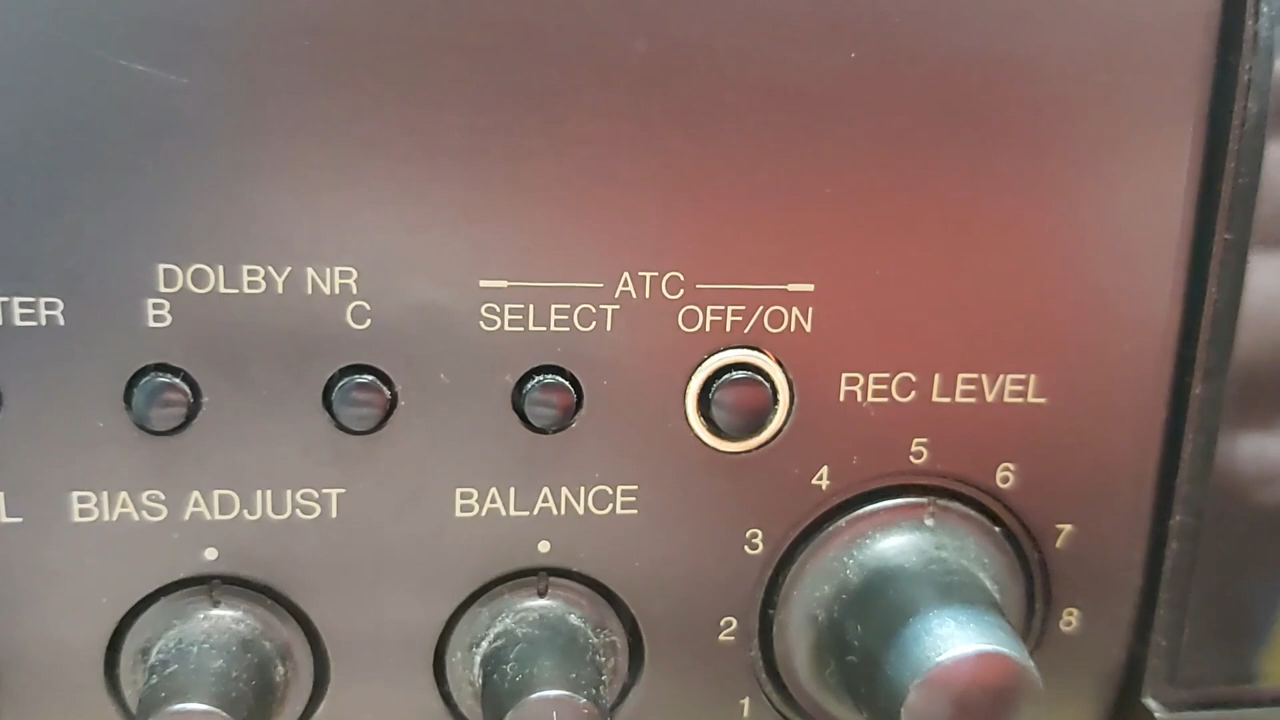 DOLBY NR
B C
ATC
SELECT OFF/ON
REC LEVEL
BIAS ADJUST
BALANCE
1 2 3 4 5 6 7 8